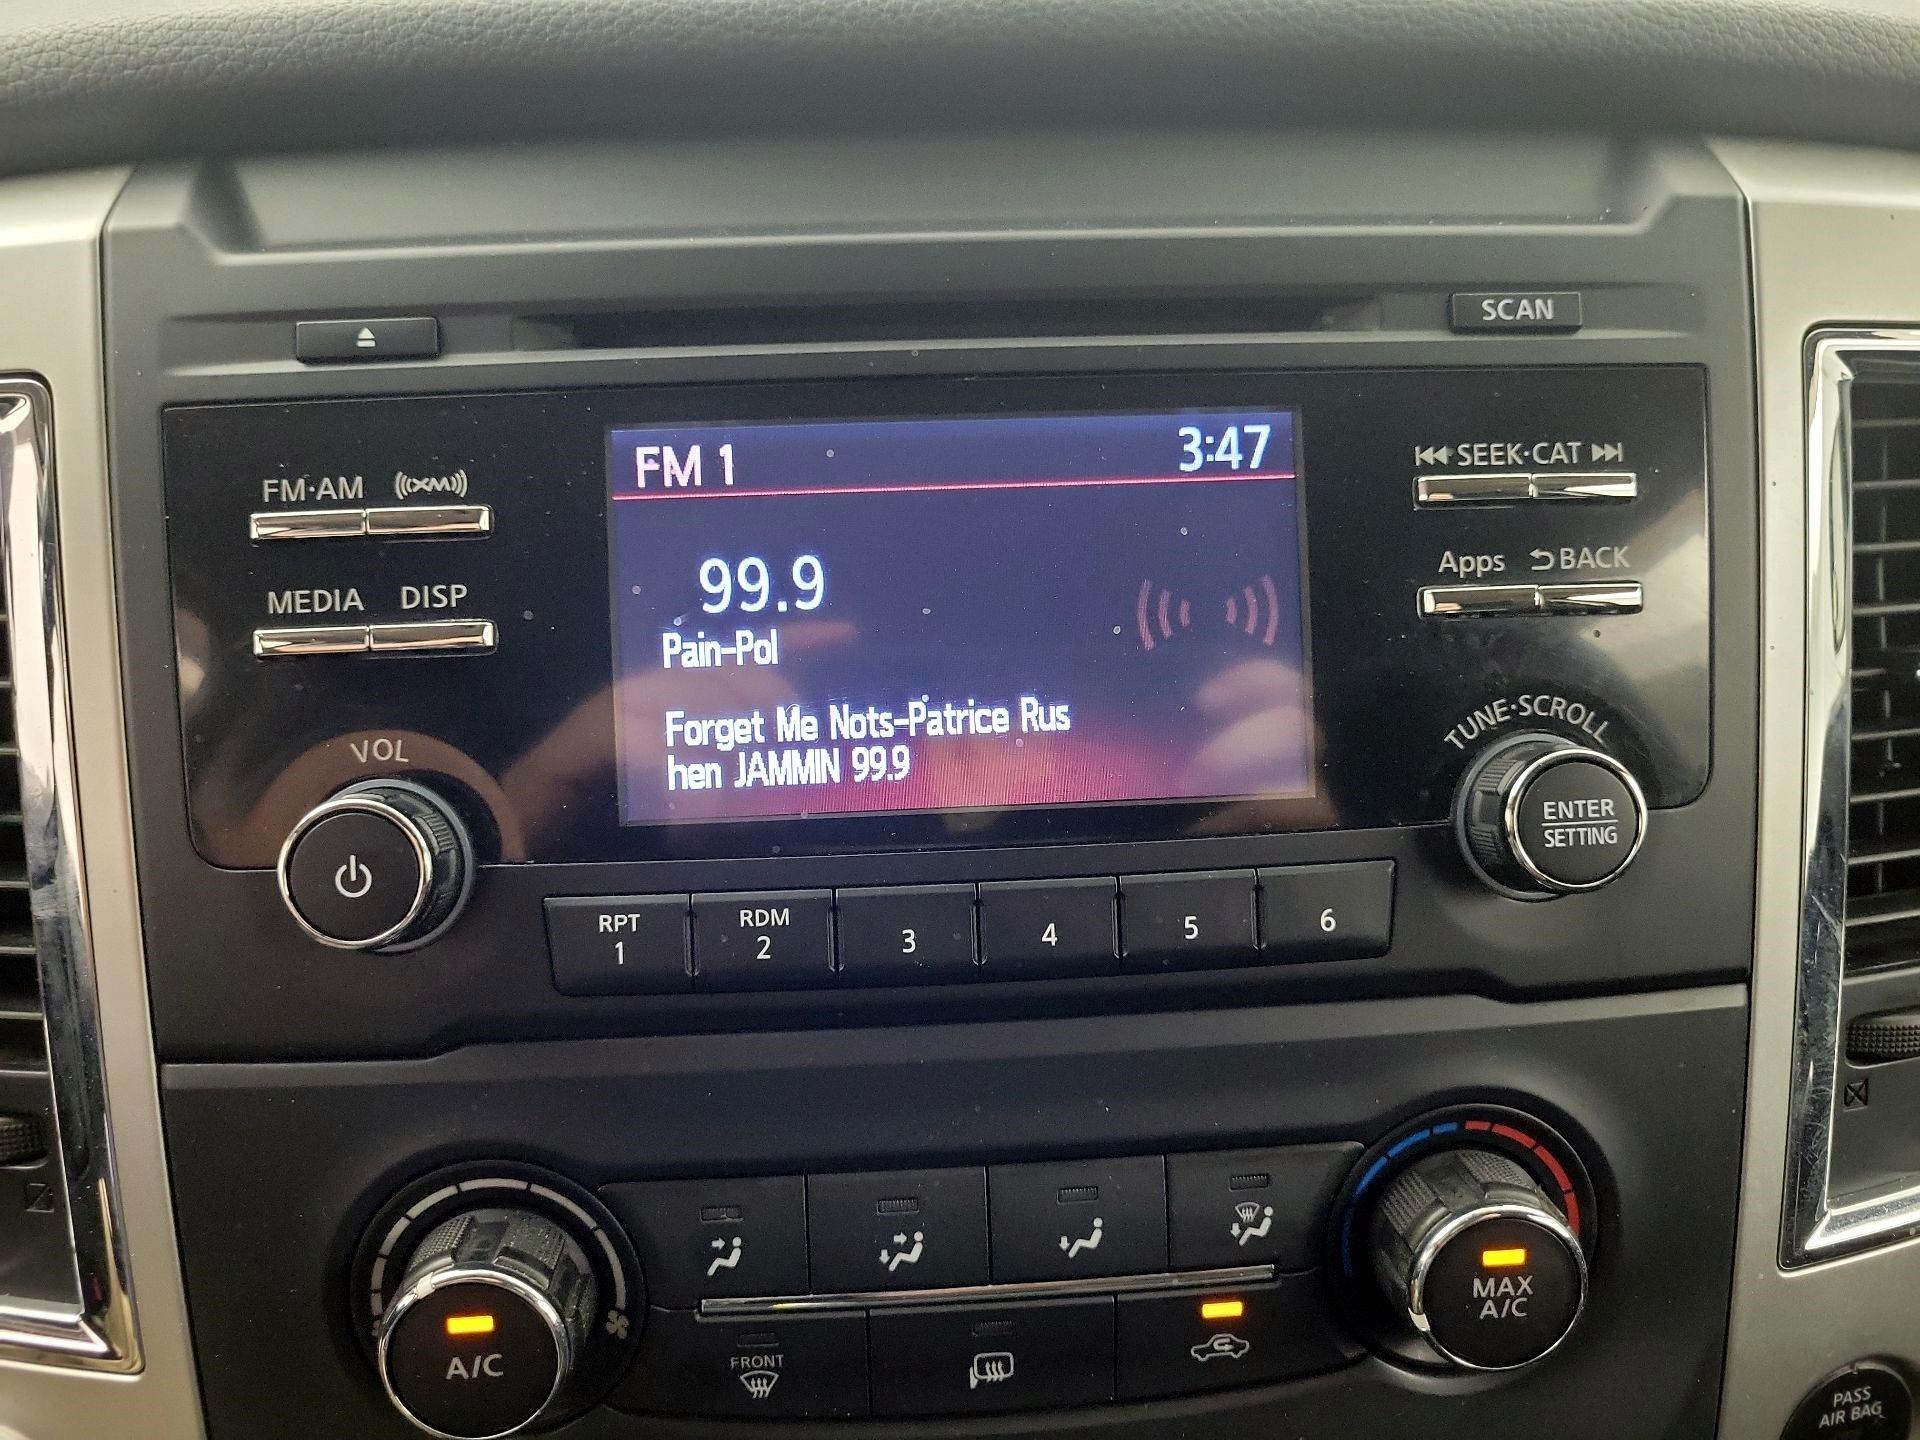 SCAN
FM·AM XM
MEDIA DISP
VOL
FM 1 3:47
99.9
Pain-Pol
Forget Me Nots-Patrice Rus
hen JAMMIN 99.9
SEEK·CAT
Apps BACK
TUNE·SCROLL
ENTER
SETTING
RPT
1
RDM
2
3
4
5
6
A/C
FRONT
MAX
A/C
PASS
AIR BAG